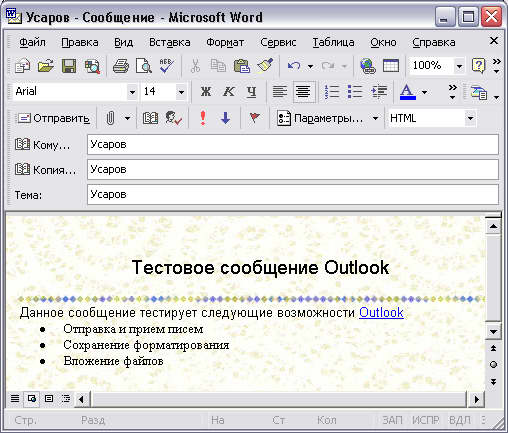 Усаров - Сообщение - Microsoft Word
Файл Правка Вид Вставка Формат Сервис Таблица Окно Справка
100%
Arial 14 Ж К Ч
Отправить Параметры... HTML
Кому... Усаров
Копия... Усаров
Тема: Усаров
Тестовое сообщение Outlook
Данное сообщение тестирует следующие возможности Outlook
• Отправка и прием писем
• Сохранение форматирования
• Вложение файлов
Стр. Разд На Ст Кол ЗАП ИСПР ВДЛ